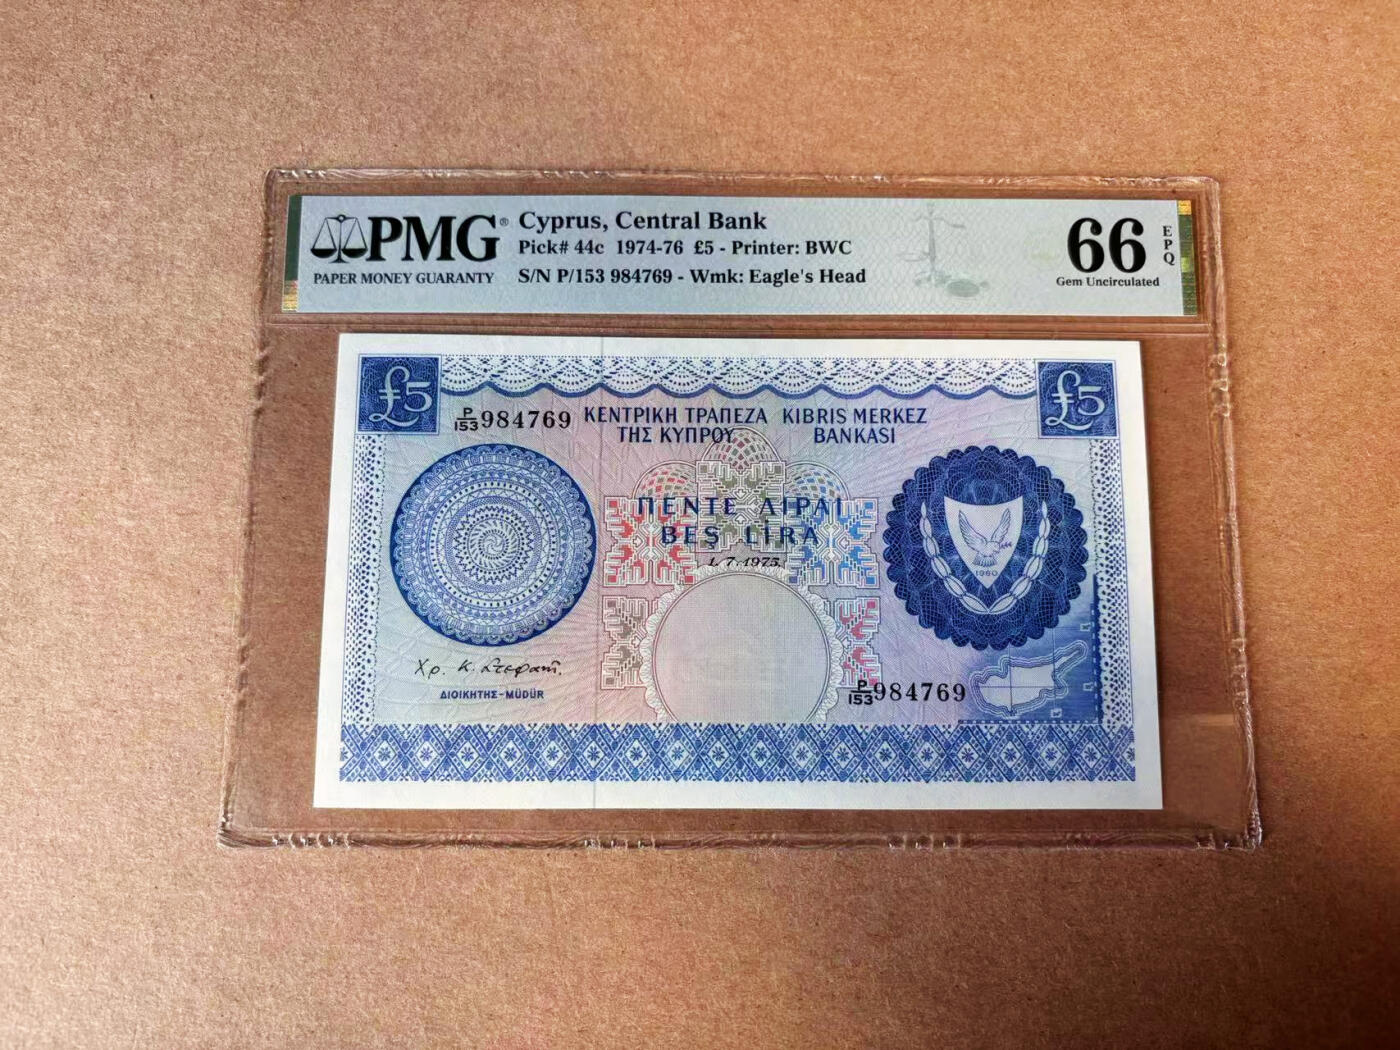 PMG®
PAPER MONEY GUARANTY
Cyprus, Central Bank
Pick# 44c 1974-76 £5 - Printer: BWC
S/N P/153 984769 - Wmk: Eagle's Head
66
EPQ
Gem Uncirculated
£5
£5
P/153 984769
ΚΕΝΤΡΙΚΗ ΤΡΑΠΕΖΑ KIBRIS MERKEZ
ΤΗΣ ΚΥΠΡΟΥ BANKASI
ΠΕΝΤΕ ΛΙΡΑΙ
BEŞ LİRA
1.7.1975
1960
Χρ. Κ. Στεφανῆ.
ΔΙΟΙΚΗΤΗΣ-MÜDÜR
P/153 984769